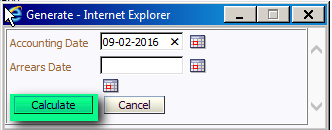 Generate - Internet Explorer
Accounting Date 09-02-2016
Arrears Date
Calculate Cancel